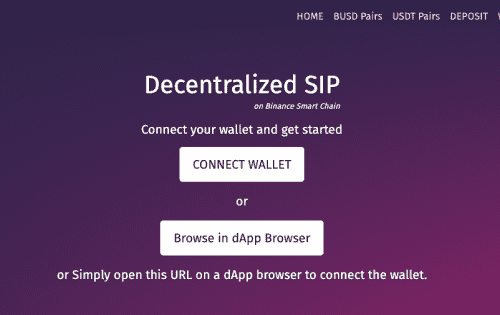 HOME BUSD Pairs USDT Pairs DEPOSIT
Decentralized SIP
on Binance Smart Chain
Connect your wallet and get started
CONNECT WALLET
or
Browse in dApp Browser
or Simply open this URL on a dApp browser to connect the wallet.